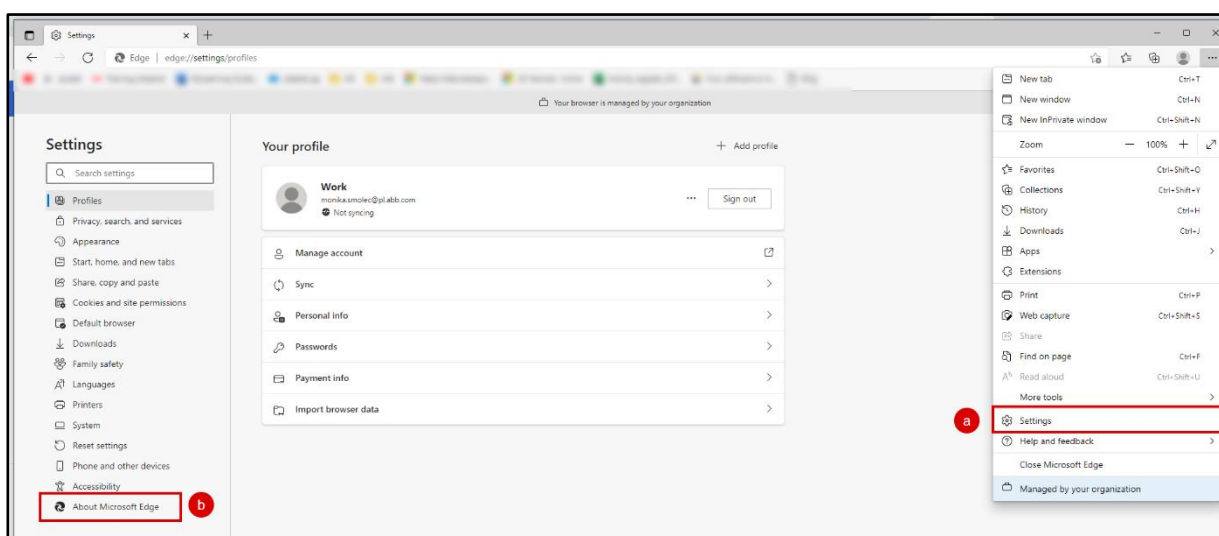 Settings
Edge | edge://settings/profiles
Your browser is managed by your organization
Settings
Search settings
Profiles
Privacy, search, and services
Appearance
Start, home, and new tabs
Share, copy and paste
Cookies and site permissions
Default browser
Downloads
Family safety
Languages
Printers
System
Reset settings
Phone and other devices
Accessibility
About Microsoft Edge
b
Your profile
Add profile
Work
monika.smolec@pl.abb.com
Not syncing
Sign out
Manage account
Sync
Personal info
Passwords
Payment info
Import browser data
New tab Ctrl+T
New window Ctrl+N
New InPrivate window Ctrl+Shift+N
Zoom — 100% +
Favorites Ctrl+Shift+O
Collections Ctrl+Shift+Y
History Ctrl+H
Downloads Ctrl+J
Apps
Extensions
Print Ctrl+P
Web capture Ctrl+Shift+S
Share
Find on page Ctrl+F
Read aloud Ctrl+Shift+U
More tools
a
Settings
Help and feedback
Close Microsoft Edge
Managed by your organization